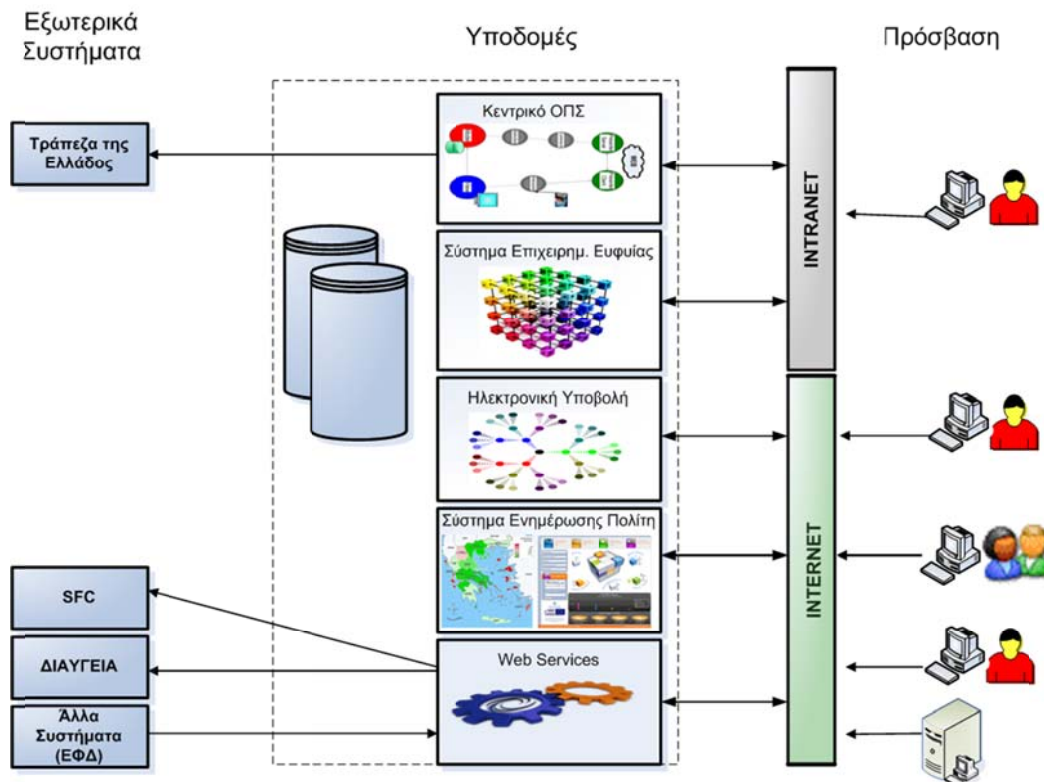 Εξωτερικά
Συστήματα
Υποδομές
Πρόσβαση
Κεντρικό ΟΠΣ
Τράπεζα της
Ελλάδος
Σύστημα Επιχειρημ. Ευφυίας
INTRANET
Ηλεκτρονική Υποβολή
Σύστημα Ενημέρωσης Πολίτη
INTERNET
SFC
ΔΙΑΥΓΕΙΑ
Web Services
Άλλα
Συστήματα
(ΕΦΔ)